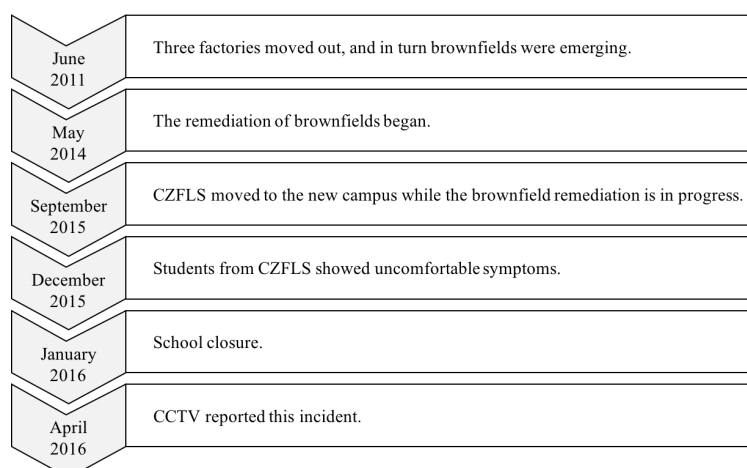 June
2011
Three factories moved out, and in turn brownfields were emerging.
May
2014
The remediation of brownfields began.
September
2015
CZFLS moved to the new campus while the brownfield remediation is in progress.
December
2015
Students from CZFLS showed uncomfortable symptoms.
January
2016
School closure.
April
2016
CCTV reported this incident.